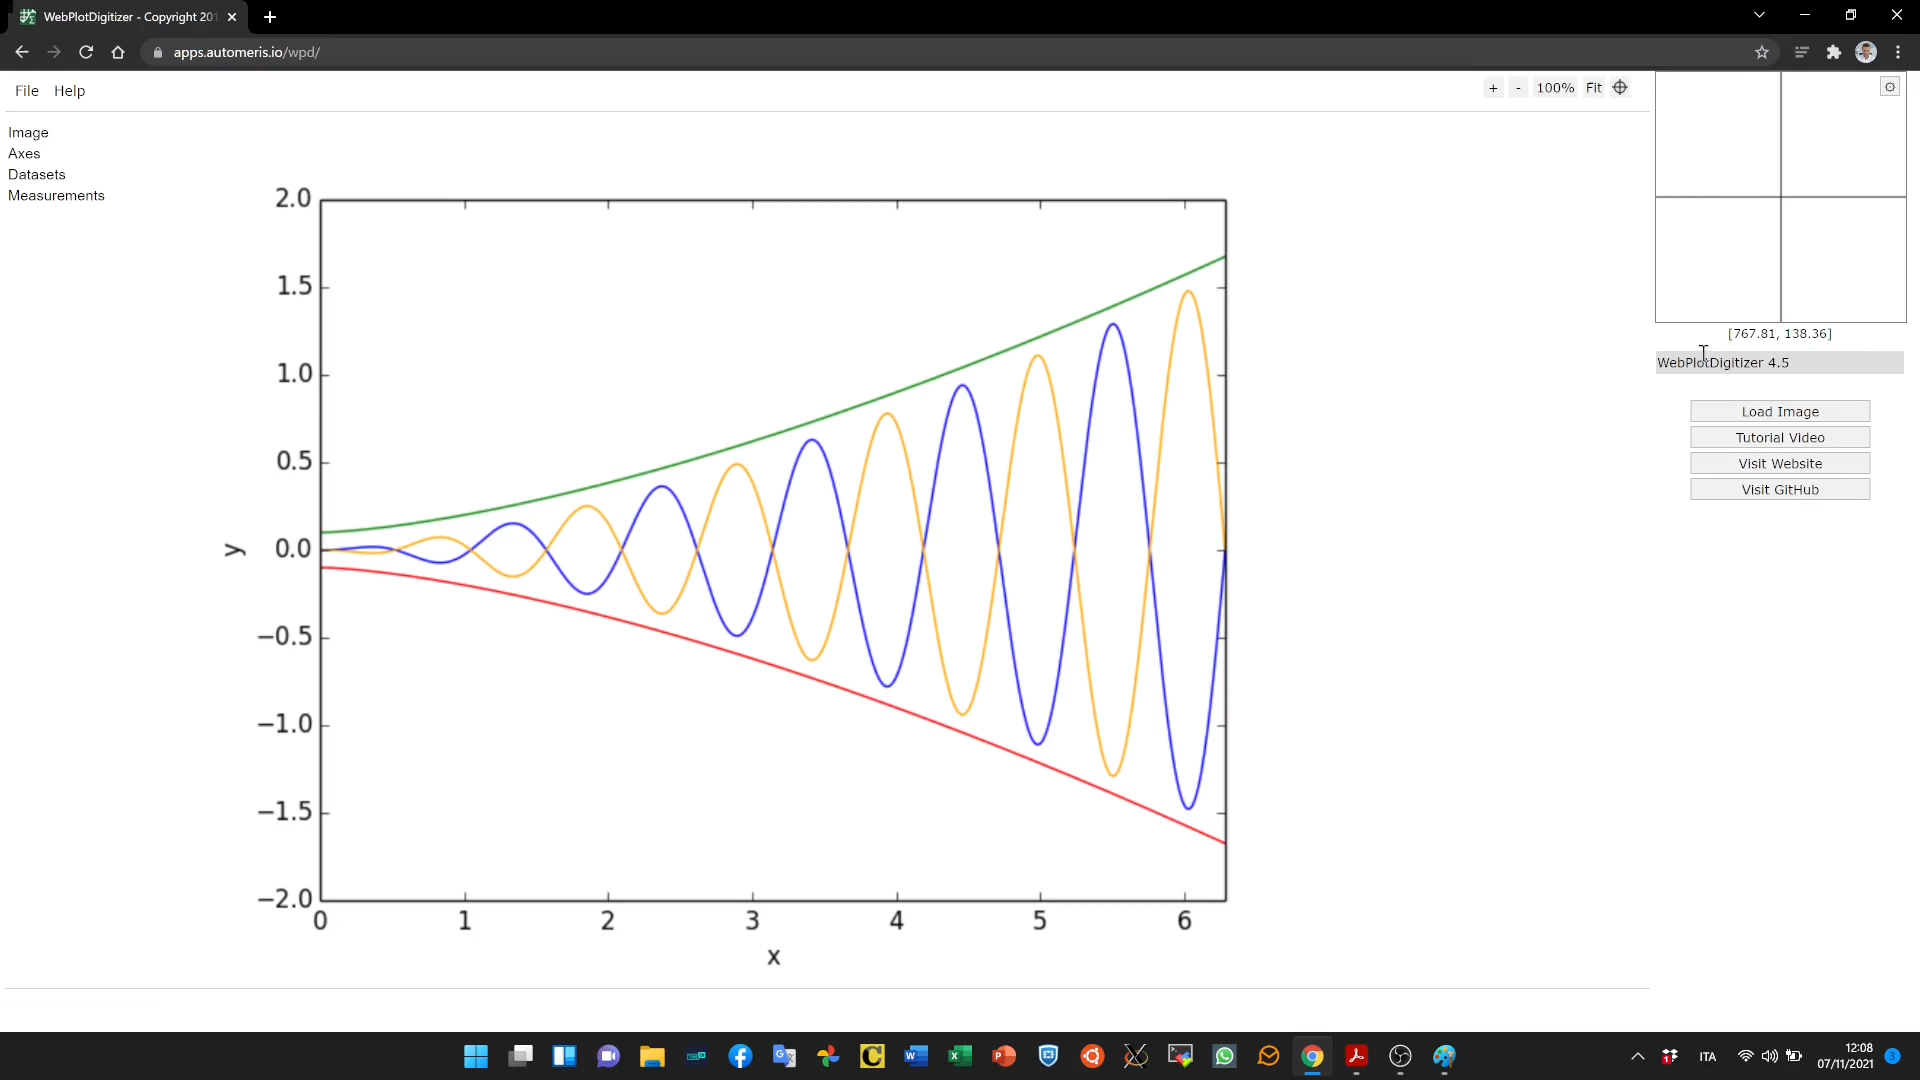 WebPlotDigitizer - Copyright 201
apps.automeris.io/wpd/
File Help
+ - 100% Fit
Image
Axes
Datasets
Measurements
[767.81, 138.36]
WebPlotDigitizer 4.5
Load Image
Tutorial Video
Visit Website
Visit GitHub
2.0
1.5
1.0
0.5
0.0
−0.5
−1.0
−1.5
−2.0
y
0 1 2 3 4 5 6
x
ITA
12:08
07/11/2021
3